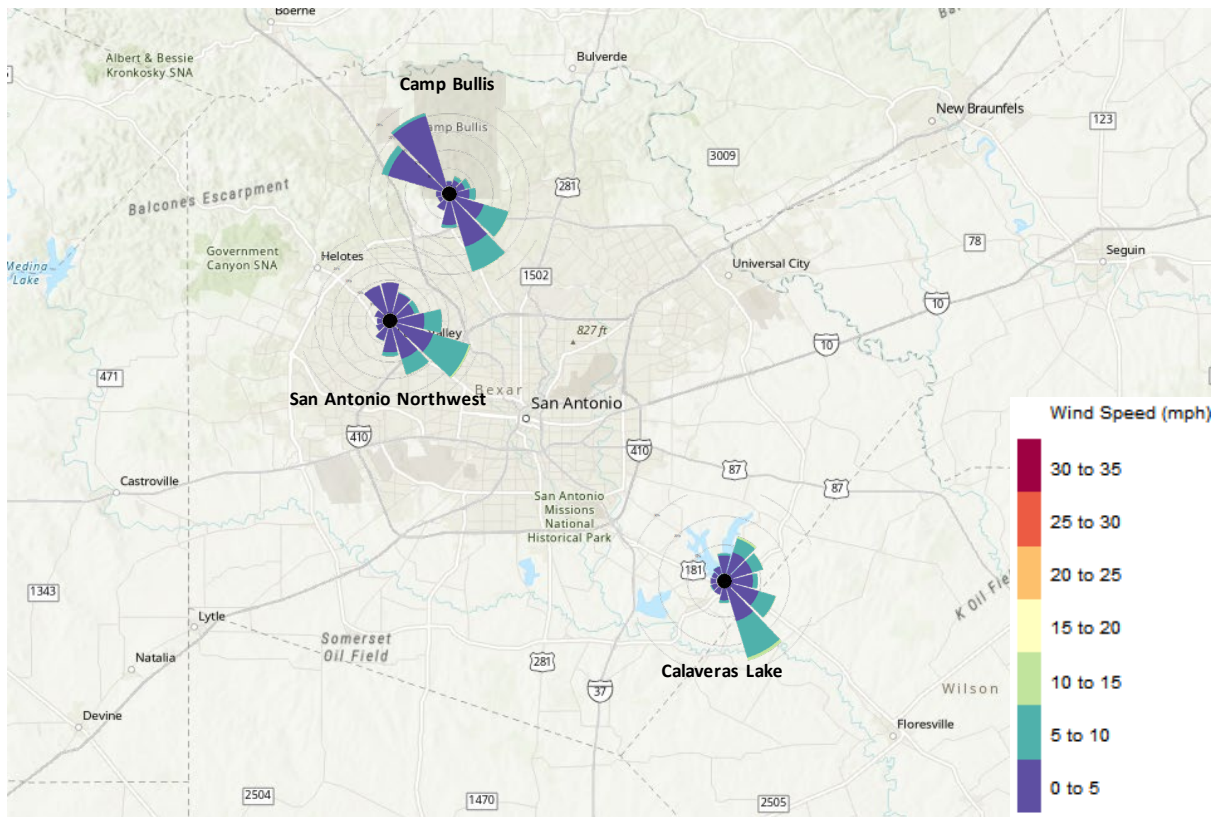 Boerne
Albert & Bessie
Kronkosky SNA
Bulverde
Camp Bullis
Camp Bullis
New Braunfels
123
3009
281
Balcones Escarpment
Government
Canyon SNA
Helotes
Medina
Lake
78
Seguin
Universal City
1502
10
827 ft
valley
10
471
Bexar
San Antonio Northwest
San Antonio
410
410
87
87
Castroville
San Antonio
Missions
National
Historical Park
181
1343
Lytle
Somerset
Oil Field
Natalia
281
37
Calaveras Lake
K Oil Fiel
Wilson
Devine
Floresville
2504
1470
2505
Wind Speed (mph)
30 to 35
25 to 30
20 to 25
15 to 20
10 to 15
5 to 10
0 to 5